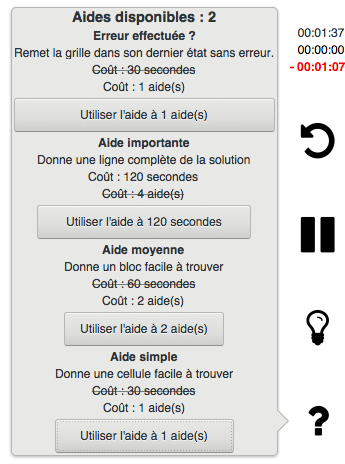 Aides disponibles : 2
Erreur effectuée ?
Remet la grille dans son dernier état sans erreur.
Coût : 30 secondes
Coût : 1 aide(s)
Utiliser l'aide à 1 aide(s)
Aide importante
Donne une ligne complète de la solution
Coût : 120 secondes
Coût : 4 aide(s)
Utiliser l'aide à 120 secondes
Aide moyenne
Donne un bloc facile à trouver
Coût : 60 secondes
Coût : 2 aide(s)
Utiliser l'aide à 2 aide(s)
Aide simple
Donne une cellule facile à trouver
Coût : 30 secondes
Coût : 1 aide(s)
Utiliser l'aide à 1 aide(s)
00:01:37
00:00:00
- 00:01:07
?